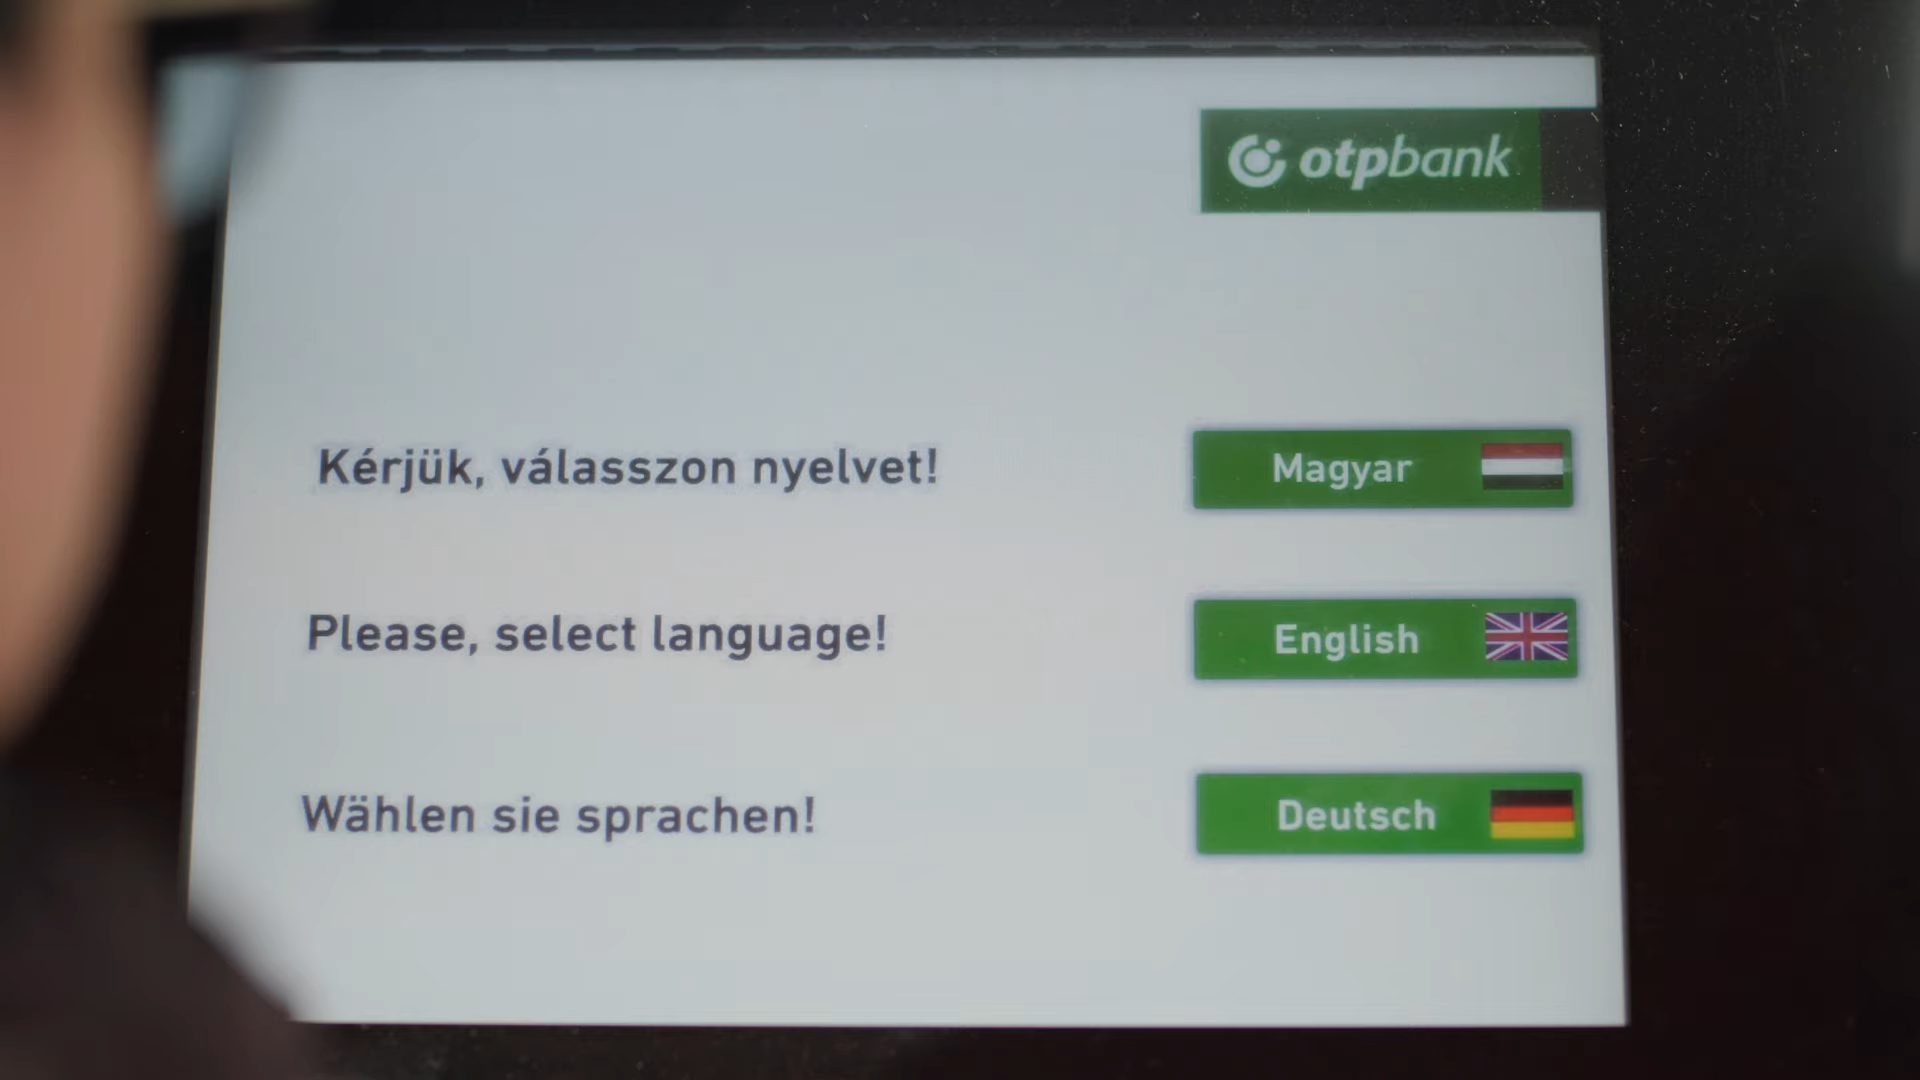 otpbank
Kérjük, válasszon nyelvet!
Magyar
Please, select language!
English
Wählen sie sprachen!
Deutsch